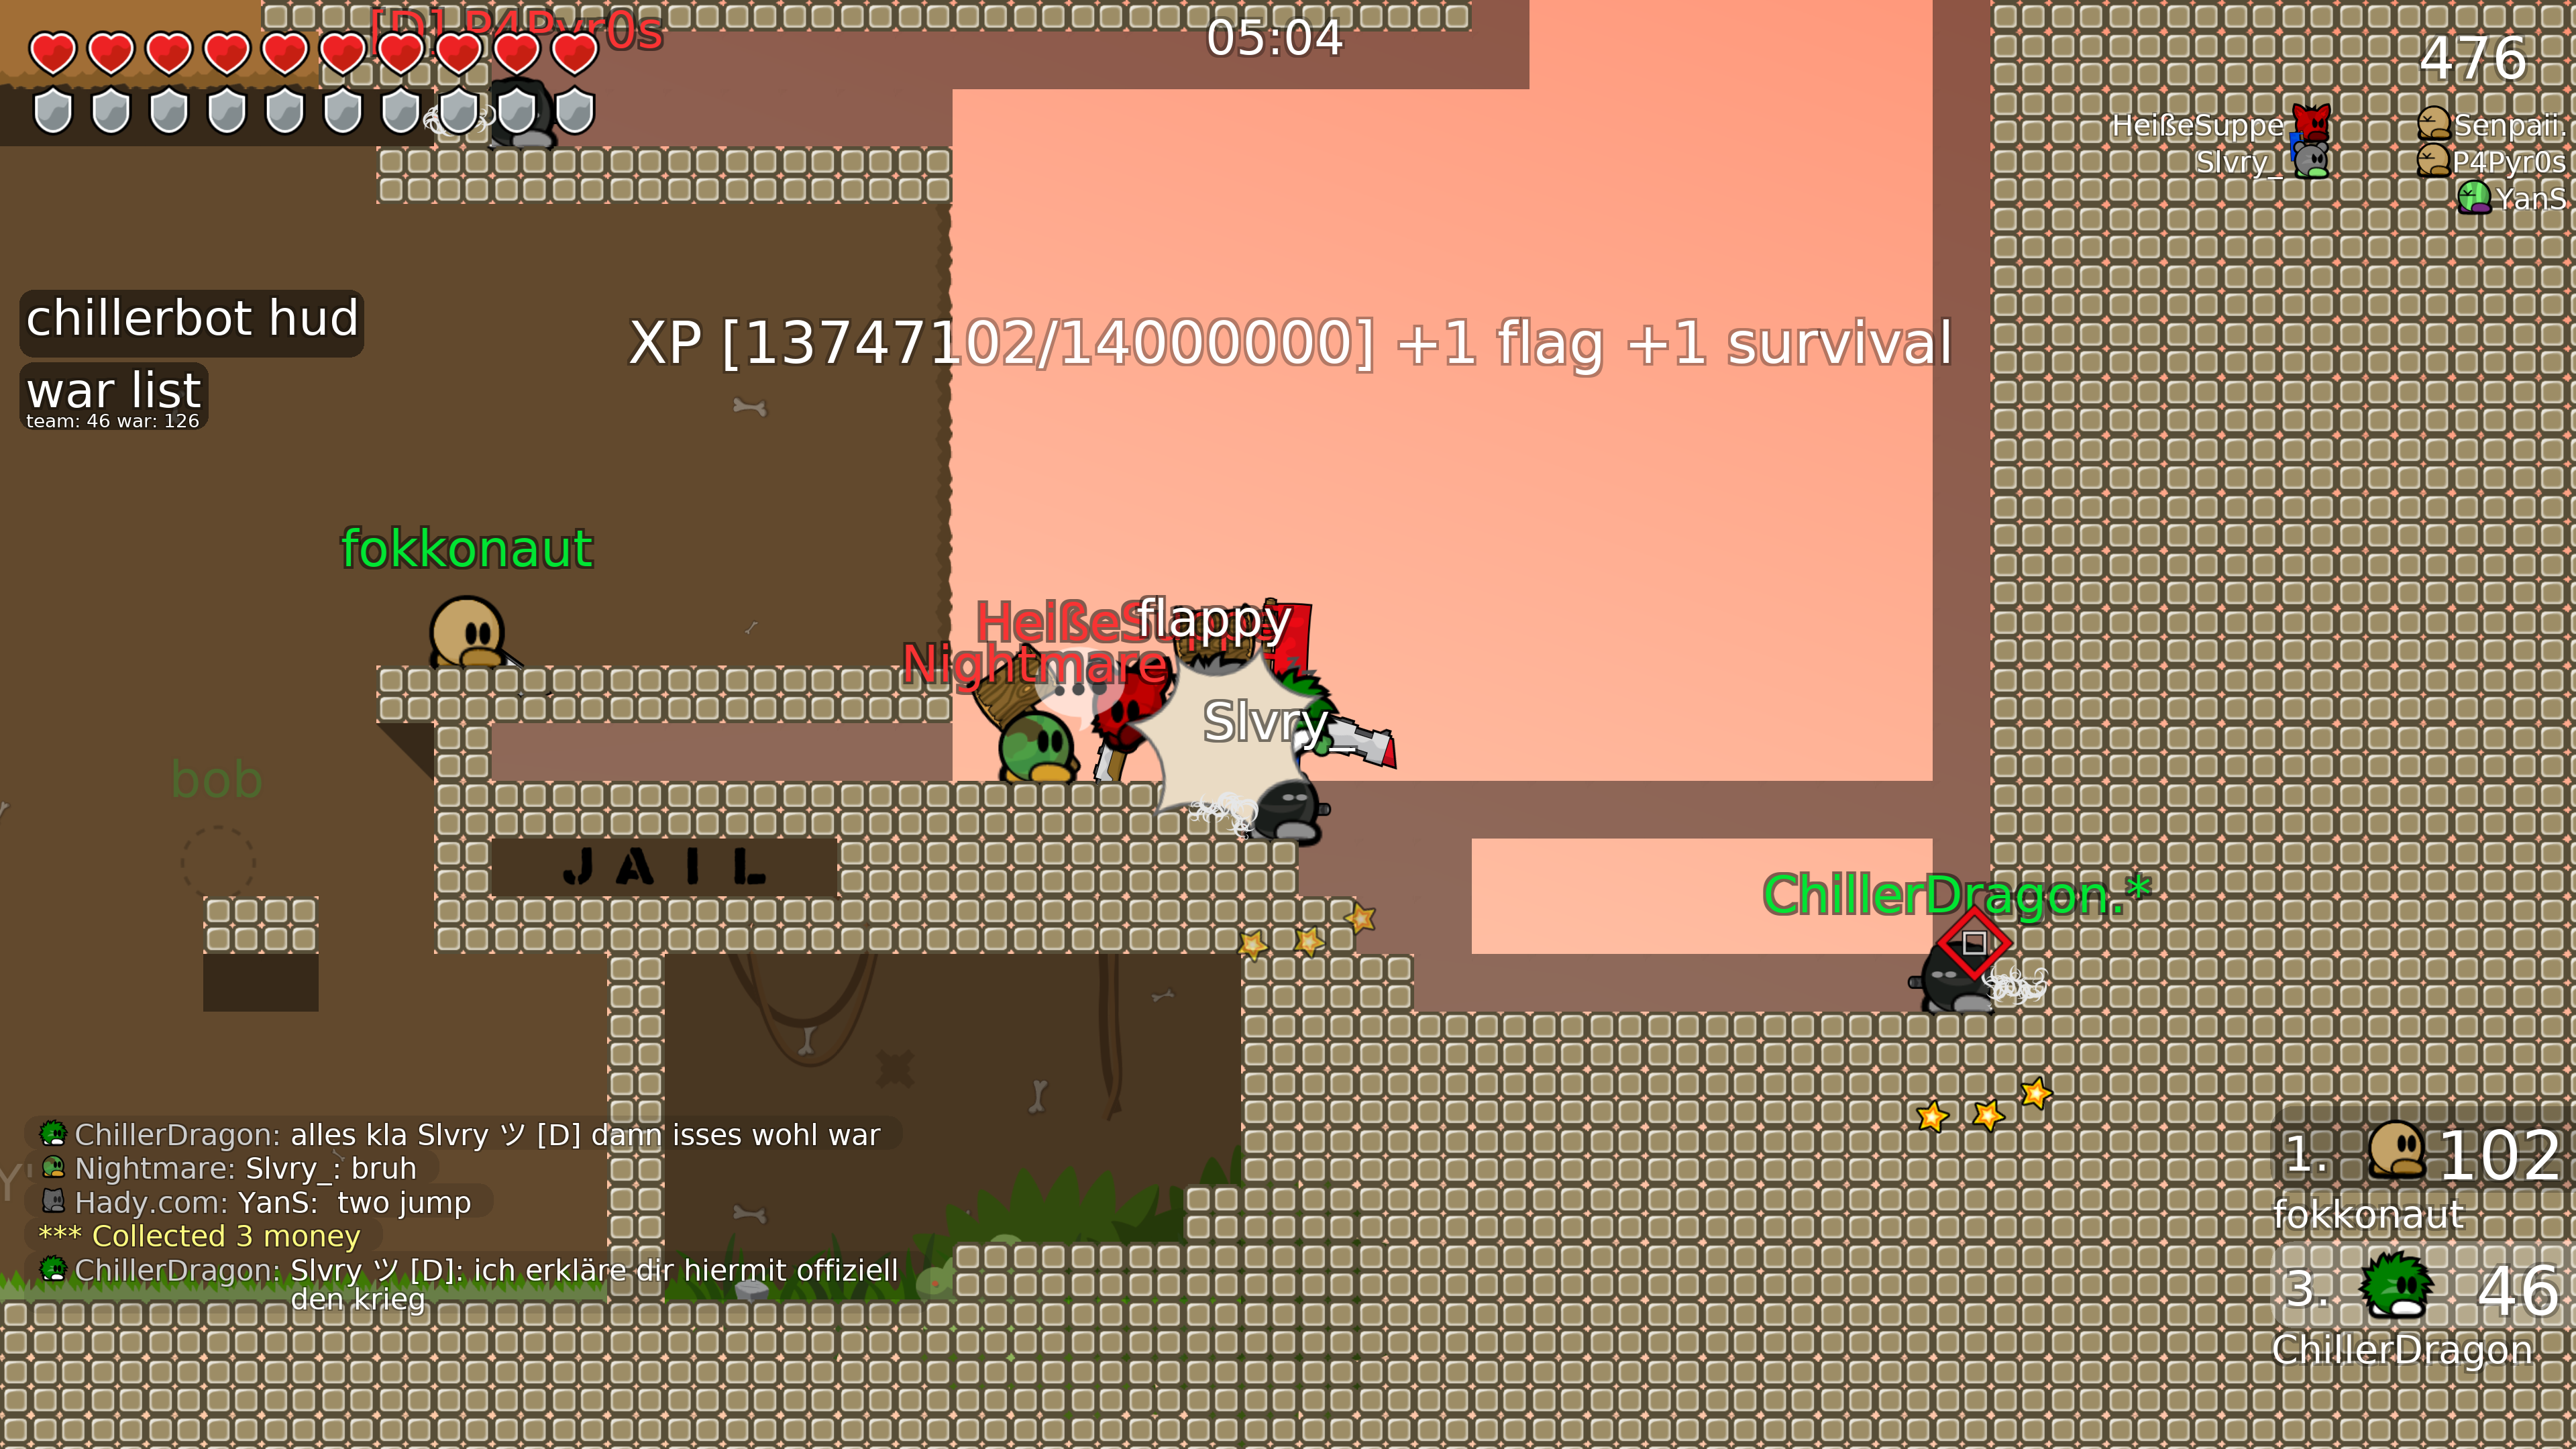 [D] P4Pyr0s
05:04
476
HeißeSuppe
Senpaii.
Slvry_
P4Pyr0s
YanS
chillerbot hud
XP [13747102/14000000] +1 flag +1 survival
war list
team: 46 war: 126
fokkonaut
flappy
Nightmare
Slvry_
bob
JAIL
ChillerDragon.*
ChillerDragon: alles kla Slvry ツ [D] dann isses wohl war
Nightmare: Slvry_: bruh
Hady.com: YanS: two jump
*** Collected 3 money
ChillerDragon: Slvry ツ [D]: ich erkläre dir hiermit offiziell
den krieg
1. 102
fokkonaut
3. 46
ChillerDragon